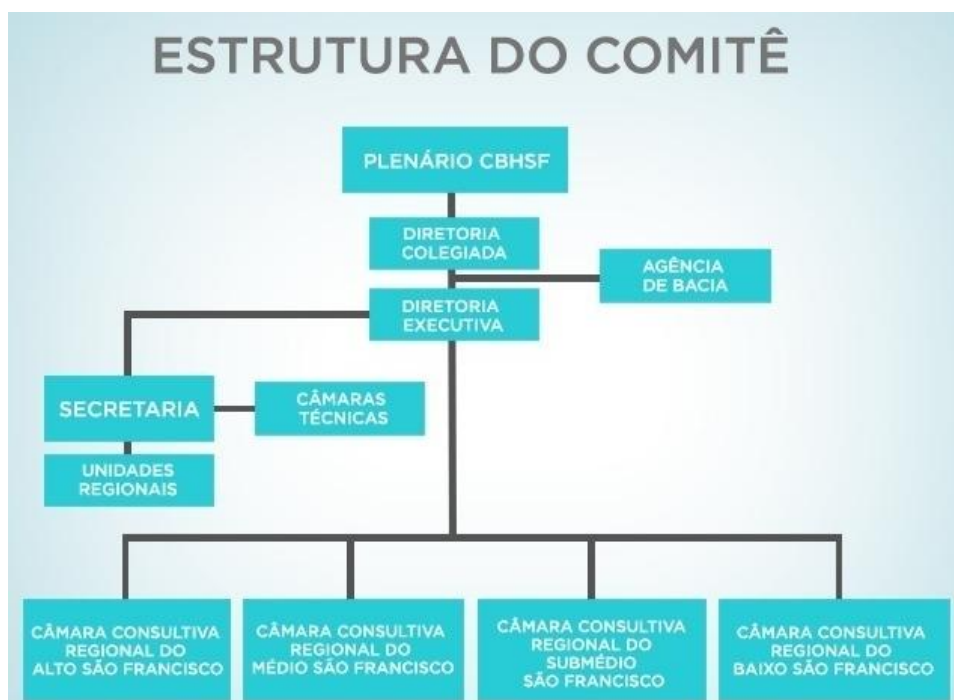 ESTRUTURA DO COMITÊ
PLENÁRIO CBHSF
DIRETORIA
COLEGIADA
AGÊNCIA
DE BACIA
DIRETORIA
EXECUTIVA
SECRETARIA
CÂMARAS
TÉCNICAS
UNIDADES
REGIONAIS
CÂMARA CONSULTIVA
REGIONAL DO
ALTO SÃO FRANCISCO
CÂMARA CONSULTIVA
REGIONAL DO
MÉDIO SÃO FRANCISCO
CÂMARA CONSULTIVA
REGIONAL DO
SUBMÉDIO
SÃO FRANCISCO
CÂMARA CONSULTIVA
REGIONAL DO
BAIXO SÃO FRANCISCO